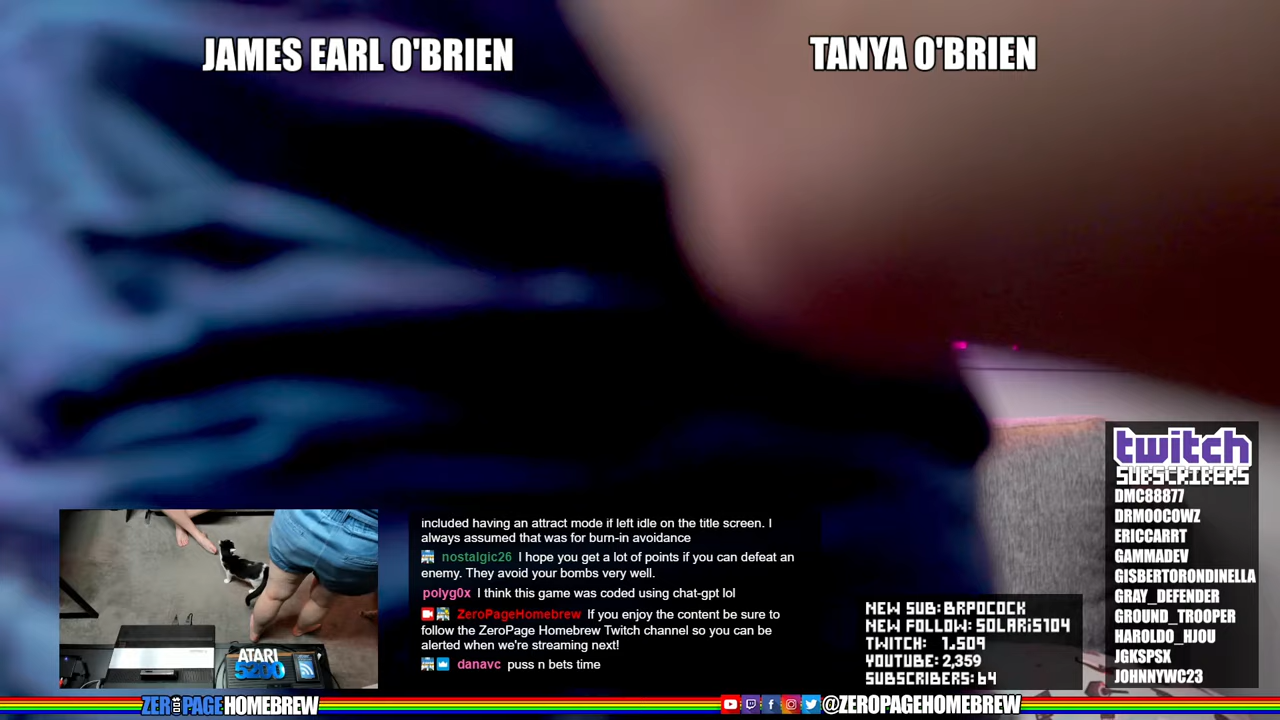 JAMES EARL O'BRIEN
TANYA O'BRIEN
included having an attract mode if left idle on the title screen. I
always assumed that was for burn-in avoidance
nostalgic26 I hope you get a lot of points if you can defeat an
enemy. They avoid your bombs very well.
polyg0x I think this game was coded using chat-gpt lol
ZeroPageHomebrew If you enjoy the content be sure to
follow the ZeroPage Homebrew Twitch channel so you can be
alerted when we're streaming next!
danavc puss n bets time
ATARI
5200
NEW SUB: BRPOCOCK
NEW FOLLOW: SOLARIS104
TWITCH: 1,509
YOUTUBE: 2,359
SUBSCRIBERS: 64
twitch
SUBSCRIBERS
DMC88877
DRMOOCOWZ
ERICCARRT
GAMMADEV
GISBERTORONDINELLA
GRAY_DEFENDER
GROUND_TROOPER
HAROLDO_HJOU
JGKSPSX
JOHNNYWC23
ZEROPAGEHOMEBREW
@ZEROPAGEHOMEBREW